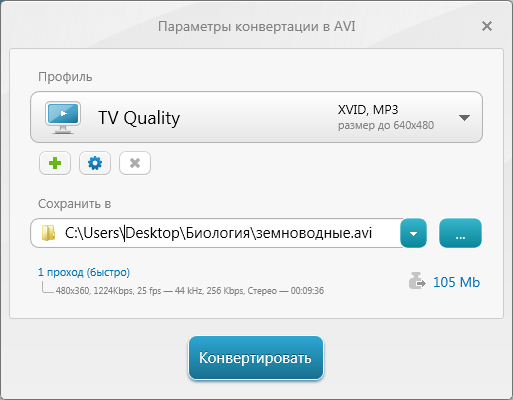 Параметры конвертации в AVI
Профиль
TV Quality
XVID, MP3
размер до 640x480
Сохранить в
C:\Users\Desktop\Биология\земноводные.avi
...
1 проход (быстро)
480x360, 1224Kbps, 25 fps — 44 kHz, 256 Kbps, Стерео — 00:09:36
105 Mb
Конвертировать